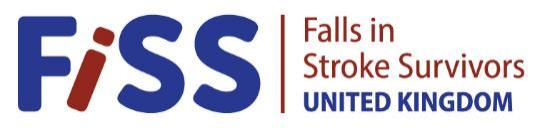 FiSS
Falls in
Stroke Survivors
UNITED KINGDOM